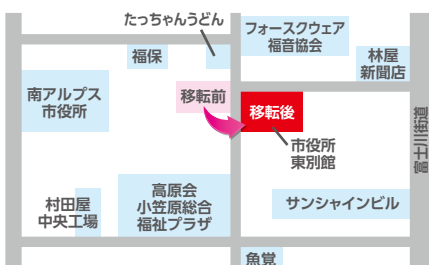 たっちゃんうどん
フォースクウェア
福音協会
福保
林屋
新聞店
南アルプス
市役所
移転前
移転後
市役所
東別館
富士川街道
村田屋
中央工場
高原会
小笠原総合
福祉プラザ
サンシャインビル
魚覚